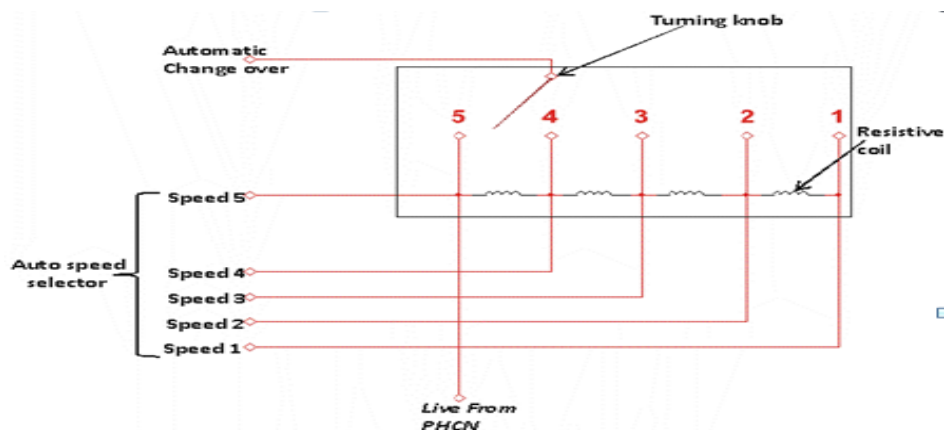 Tuming knob
Automatic
Change over
5 4 3 2 1
Resistive
coil
Speed 5
Auto speed
selector
Speed 4
Speed 3
Speed 2
Speed 1
Live From
PHCN